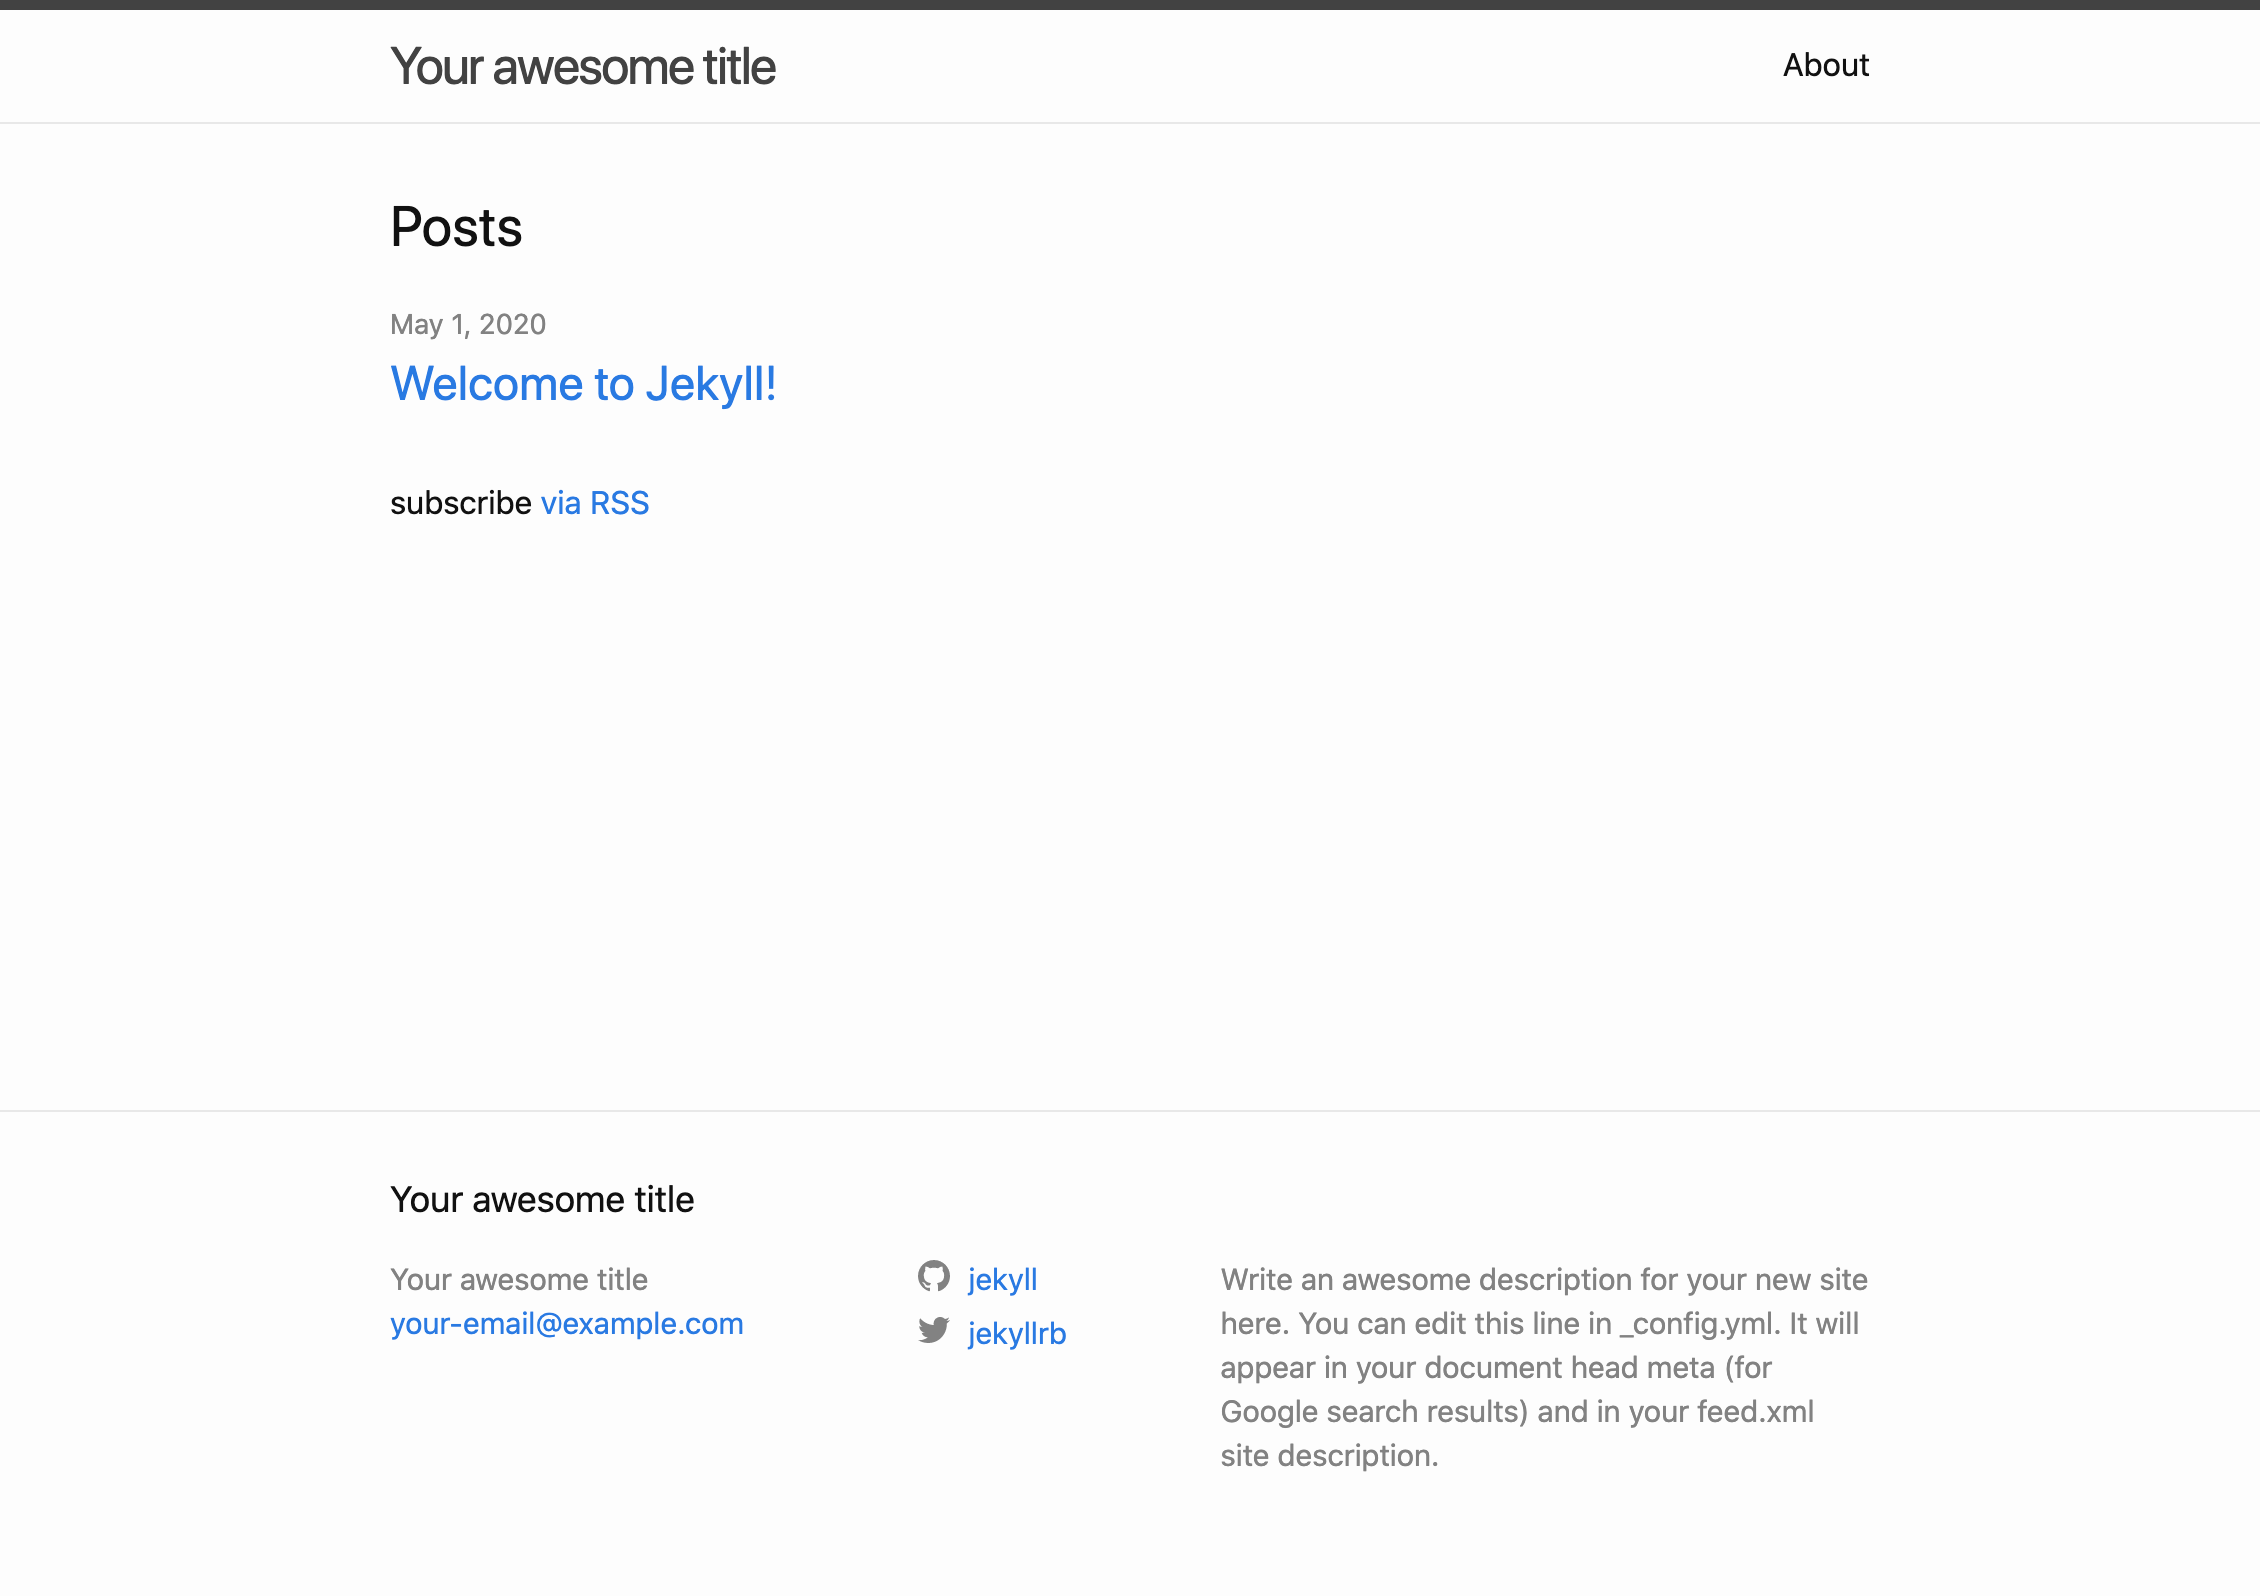 Your awesome title
About
Posts
May 1, 2020
Welcome to Jekyll!
subscribe via RSS
Your awesome title
Your awesome title
your-email@example.com
jekyll
jekyllrb
Write an awesome description for your new site
here. You can edit this line in _config.yml. It will
appear in your document head meta (for
Google search results) and in your feed.xml
site description.